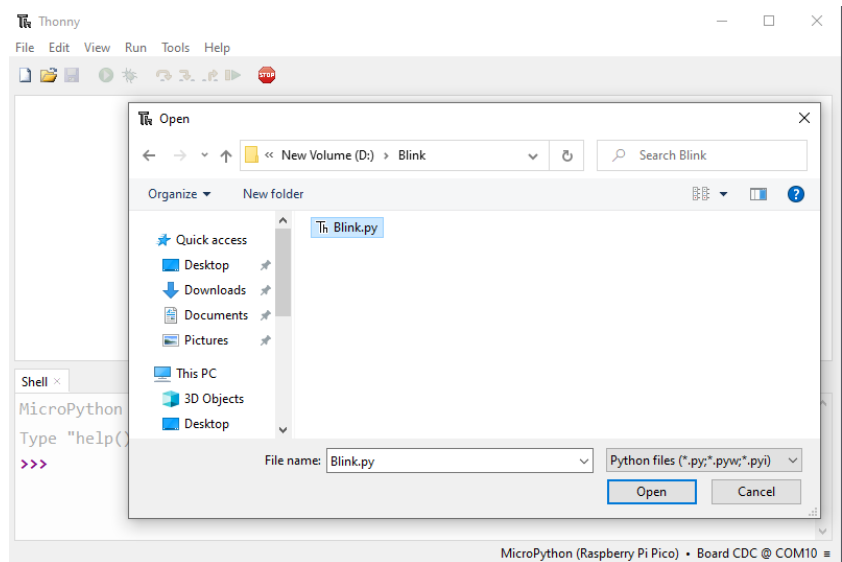 Thonny
File Edit View Run Tools Help
STOP
Open
« New Volume (D:) › Blink
Search Blink
Organize
New folder
Quick access
Desktop
Downloads
Documents
Pictures
This PC
3D Objects
Desktop
Blink.py
File name: Blink.py
Python files (*.py;*.pyw;*.pyi)
Open
Cancel
Shell ×
MicroPython
Type "help()
>>>
MicroPython (Raspberry Pi Pico) • Board CDC @ COM10 ≡